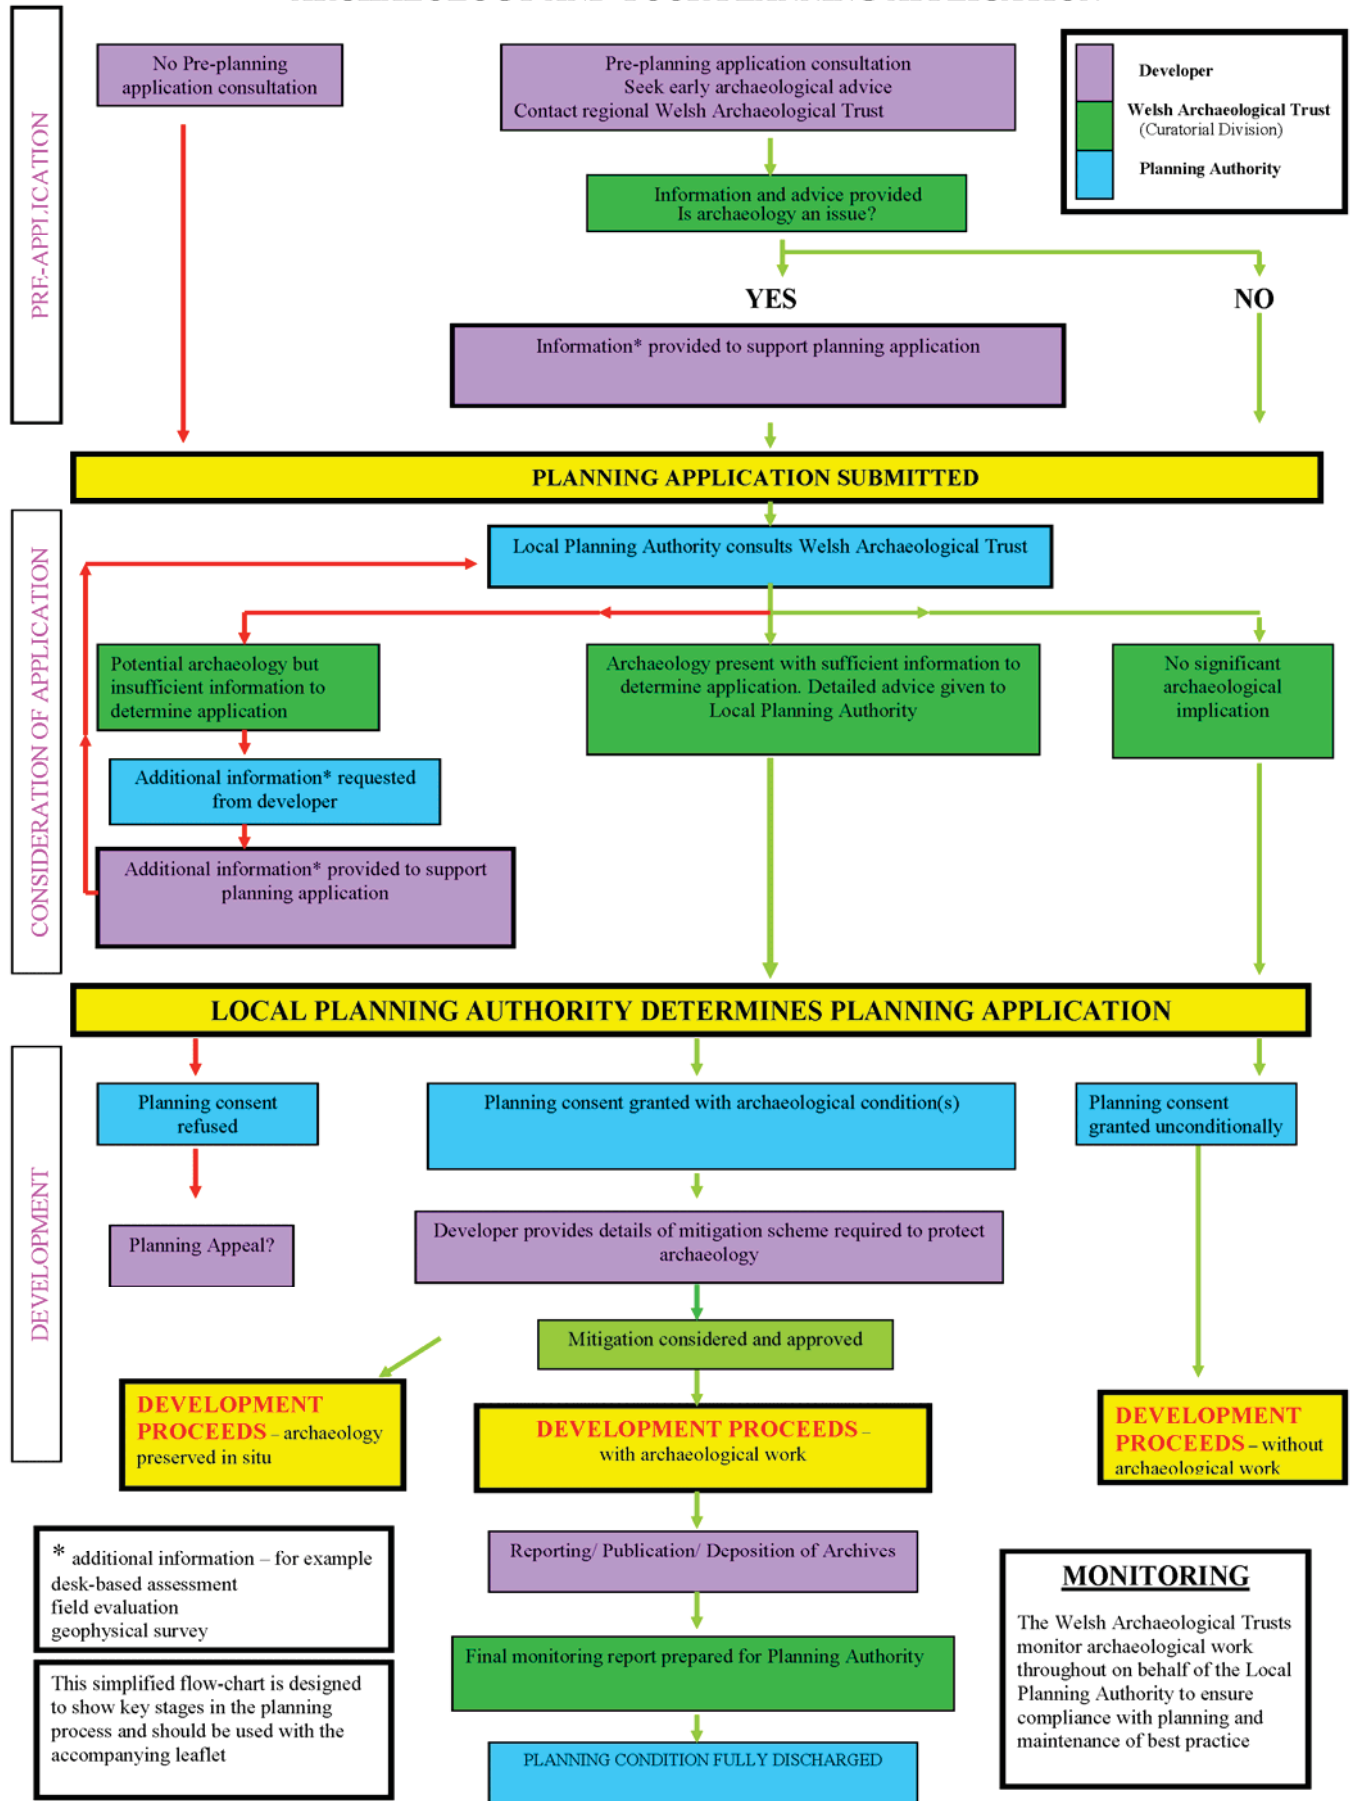 PRE-APPLICATION
No Pre-planning
application consultation
Pre-planning application consultation
Seek early archaeological advice
Contact regional Welsh Archaeological Trust
Developer
Welsh Archaeological Trust
(Curatorial Division)
Planning Authority
Information and advice provided
Is archaeology an issue?
YES
NO
Information* provided to support planning application
PLANNING APPLICATION SUBMITTED
CONSIDERATION OF APPLICATION
Local Planning Authority consults Welsh Archaeological Trust
Potential archaeology but
insufficient information to
determine application
Archaeology present with sufficient information to
determine application. Detailed advice given to
Local Planning Authority
No significant
archaeological
implication
Additional information* requested
from developer
Additional information* provided to support
planning application
LOCAL PLANNING AUTHORITY DETERMINES PLANNING APPLICATION
DEVELOPMENT
Planning consent
refused
Planning consent granted with archaeological condition(s)
Planning consent
granted unconditionally
Planning Appeal?
Developer provides details of mitigation scheme required to protect
archaeology
Mitigation considered and approved
DEVELOPMENT
PROCEEDS – archaeology
preserved in situ
DEVELOPMENT PROCEEDS –
with archaeological work
DEVELOPMENT
PROCEEDS – without
archaeological work
* additional information – for example
desk-based assessment
field evaluation
geophysical survey
Reporting/ Publication/ Deposition of Archives
MONITORING
The Welsh Archaeological Trusts
monitor archaeological work
throughout on behalf of the Local
Planning Authority to ensure
compliance with planning and
maintenance of best practice
This simplified flow-chart is designed
to show key stages in the planning
process and should be used with the
accompanying leaflet
Final monitoring report prepared for Planning Authority
PLANNING CONDITION FULLY DISCHARGED